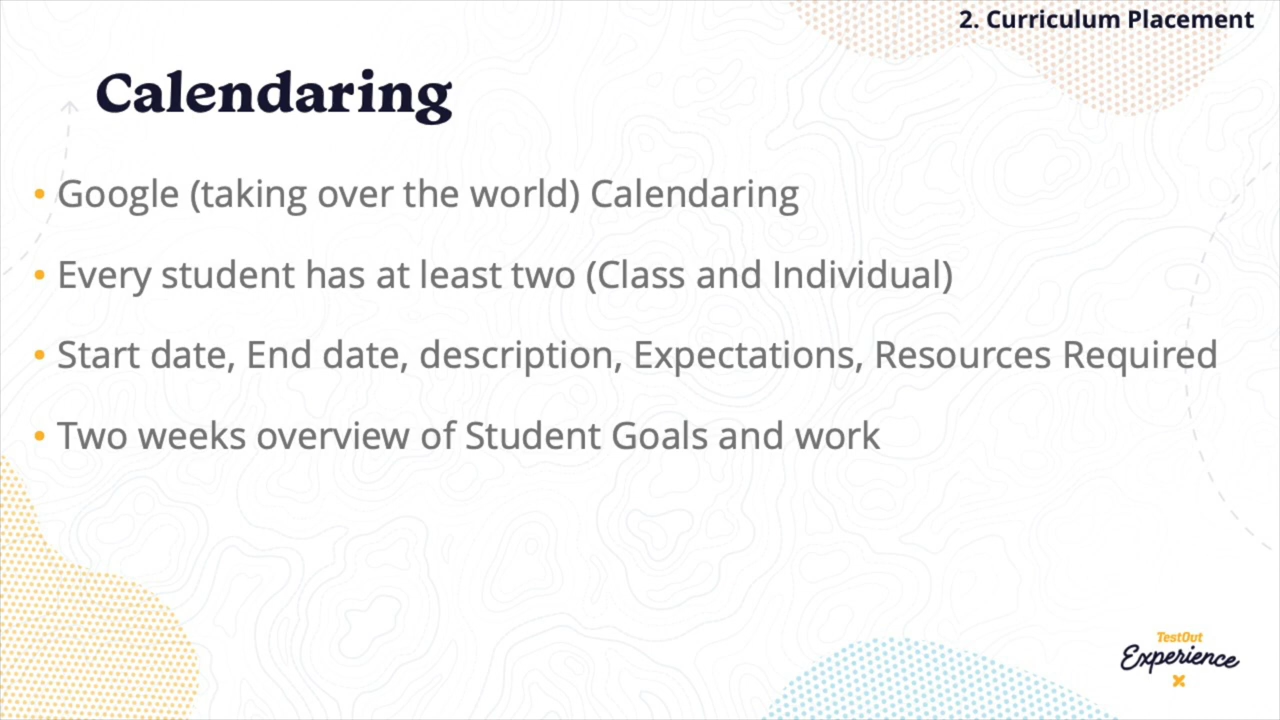 2. Curriculum Placement
Calendaring
• Google (taking over the world) Calendaring
• Every student has at least two (Class and Individual)
• Start date, End date, description, Expectations, Resources Required
• Two weeks overview of Student Goals and work
TestOut
Experience